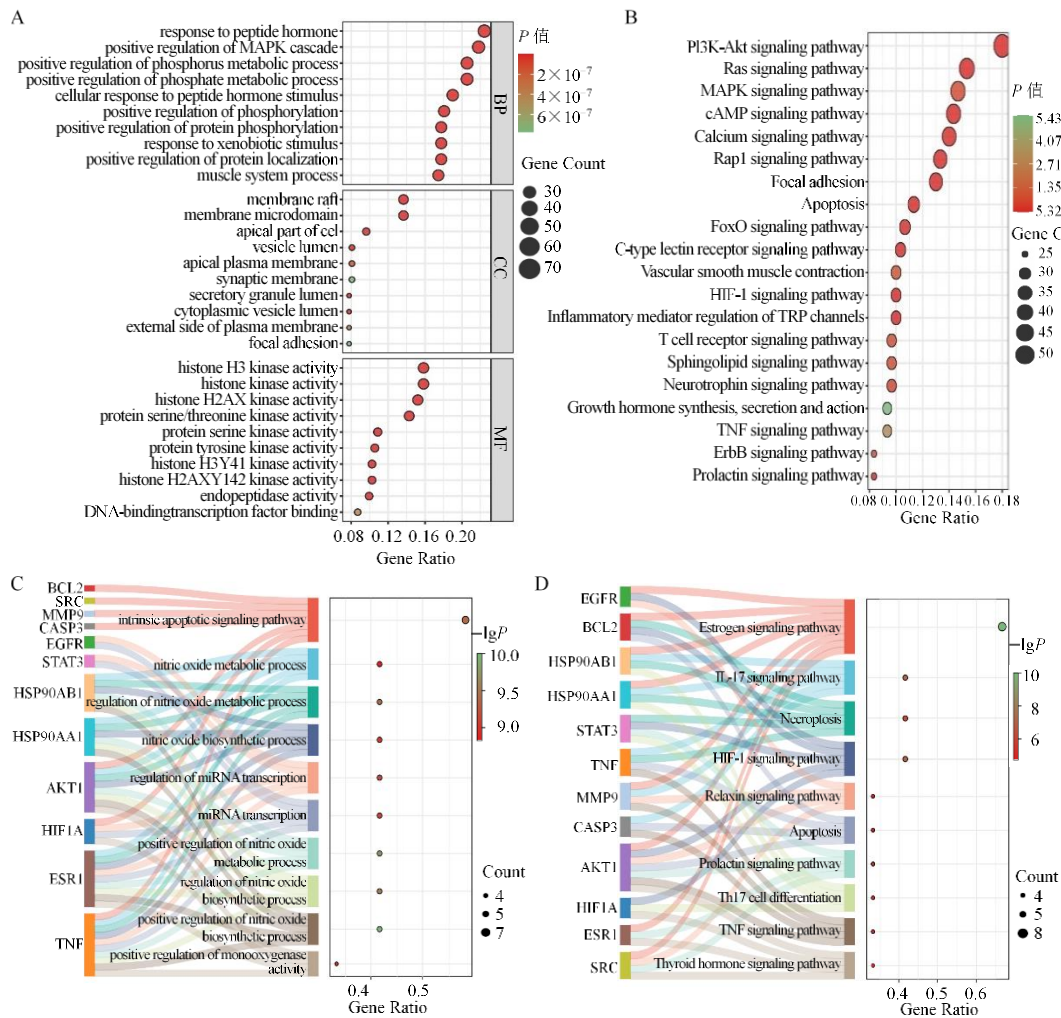 A
response to peptide hormone
positive regulation of MAPK cascade
positive regulation of phosphorus metabolic process
positive regulation of phosphate metabolic process
cellular response to peptide hormone stimulus
positive regulation of phosphorylation
positive regulation of protein phosphorylation
response to xenobiotic stimulus
positive regulation of protein localization
muscle system process
BP
membrane raft
membrane microdomain
apical part of cel
vesicle lumen
apical plasma membrane
synaptic membrane
secretory granule lumen
cytoplasmic vesicle lumen
external side of plasma membrane
focal adhesion
CC
histone H3 kinase activity
histone kinase activity
histone H2AX kinase activity
protein serine/threonine kinase activity
protein serine kinase activity
protein tyrosine kinase activity
histone H3Y41 kinase activity
histone H2AXY142 kinase activity
endopeptidase activity
DNA-bindingtranscription factor binding
MF
0.08 0.12 0.16 0.20
Gene Ratio
P 值
2×10⁻⁷
4×10⁻⁷
6×10⁻⁷
Gene Count
30
40
50
60
70
B
PI3K-Akt signaling pathway
Ras signaling pathway
MAPK signaling pathway
cAMP signaling pathway
Calcium signaling pathway
Rap1 signaling pathway
Focal adhesion
Apoptosis
FoxO signaling pathway
C-type lectin receptor signaling pathway
Vascular smooth muscle contraction
HIF-1 signaling pathway
Inflammatory mediator regulation of TRP channels
T cell receptor signaling pathway
Sphingolipid signaling pathway
Neurotrophin signaling pathway
Growth hormone synthesis, secretion and action
TNF signaling pathway
ErbB signaling pathway
Prolactin signaling pathway
0.08 0.10 0.12 0.14 0.16 0.18
Gene Ratio
P 值
5.43
4.07
2.71
1.35
5.32
Gene C
25
30
35
40
45
50
C
BCL2
SRC
MMP9
CASP3
EGFR
STAT3
HSP90AB1
HSP90AA1
AKT1
HIF1A
ESR1
TNF
intrinsic apoptotic signaling pathway
nitric oxide metabolic process
regulation of nitric oxide metabolic process
nitric oxide biosynthetic process
regulation of miRNA transcription
miRNA transcription
positive regulation of nitric oxide
metabolic process
regulation of nitric oxide
biosynthetic process
positive regulation of nitric oxide
biosynthetic process
positive regulation of monooxygenase
activity
0.4 0.5
Gene Ratio
–lgP
10.0
9.5
9.0
Count
4
5
7
D
EGFR
BCL2
HSP90AB1
HSP90AA1
STAT3
TNF
MMP9
CASP3
AKT1
HIF1A
ESR1
SRC
Estrogen signaling pathway
IL-17 signaling pathway
Necroptosis
HIF-1 signaling pathway
Relaxin signaling pathway
Apoptosis
Prolactin signaling pathway
Th17 cell differentiation
TNF signaling pathway
Thyroid hormone signaling pathway
0.4 0.5 0.6
Gene Ratio
–lgP
10
8
6
Count
4
5
8